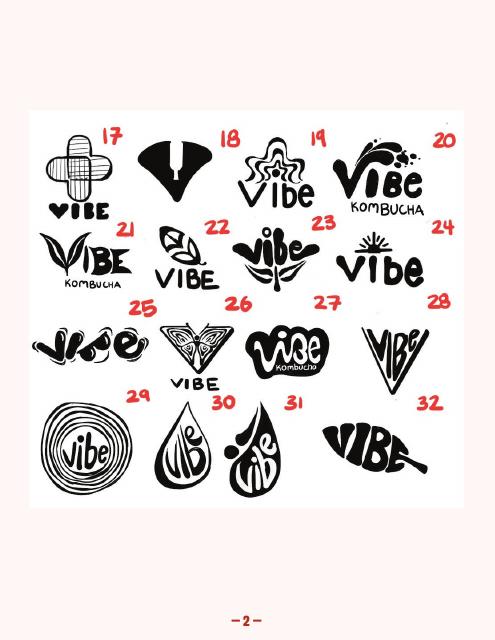 17
18
19
20
VIBE
Vibe
VIBE
KOMBUCHA
21
22
23
24
VIBE
KOMBUCHA
VIBE
vibe
vibe
25
26
27
28
vibe
VIBE
ViBe
Kombucha
VIBE
29
30
31
32
vibe
VIBe
Vibe
VIBE
– 2 –